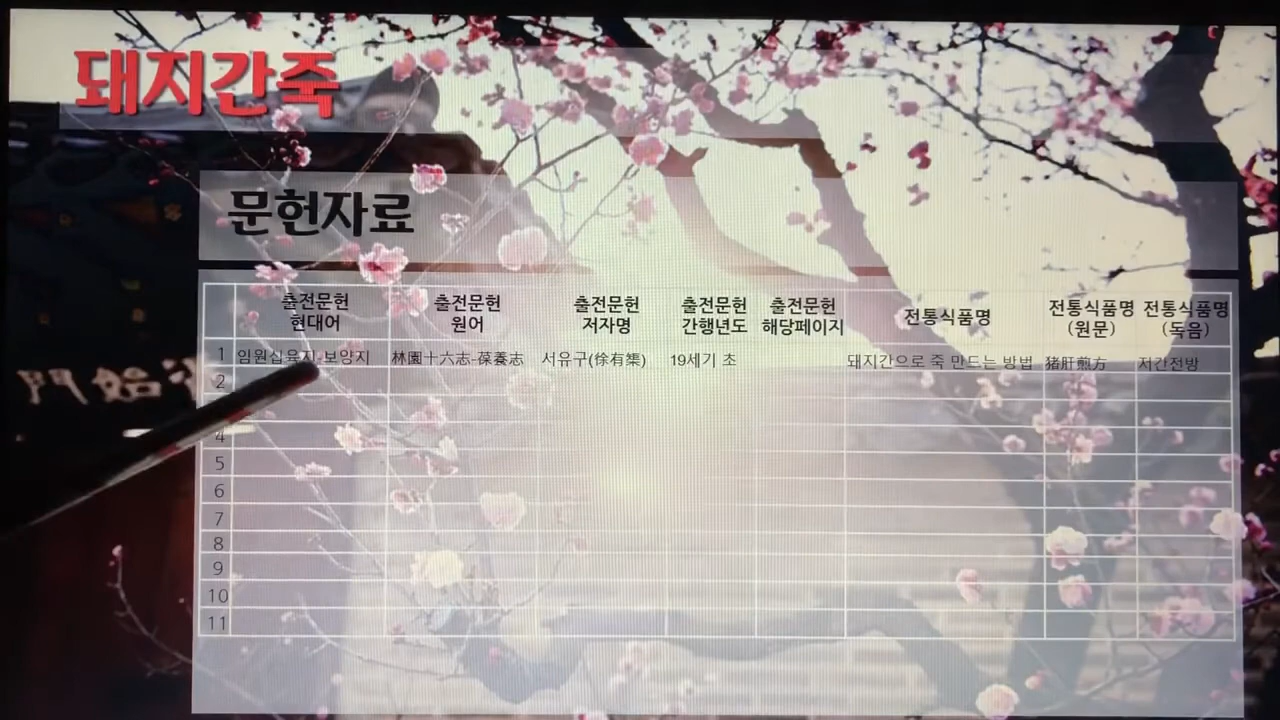 돼지간죽
문헌자료
출전문헌 현대어 출전문헌 원어 출전문헌 저자명 출전문헌 간행년도 출전문헌 해당페이지 전통식품명 전통식품명 (원문) 전통식품명 (독음)
1 임원십육지-보양지 林園十六志-葆養志 서유구(徐有榘) 19세기 초 돼지간으로 죽 만드는 방법 猪肝煎方 저간전방
2
4
5
6
7
8
9
10
11
始門